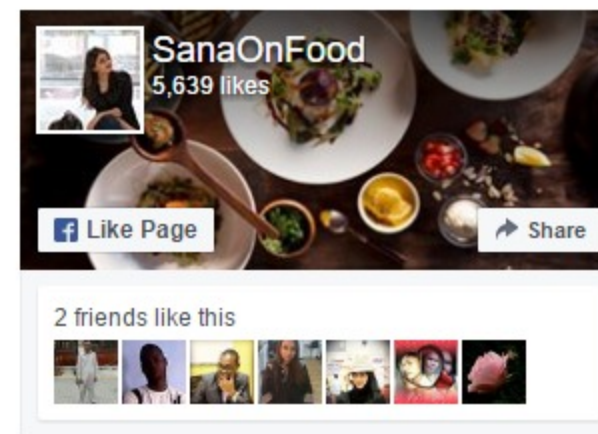 SanaOnFood
5,639 likes
Like Page
Share
2 friends like this